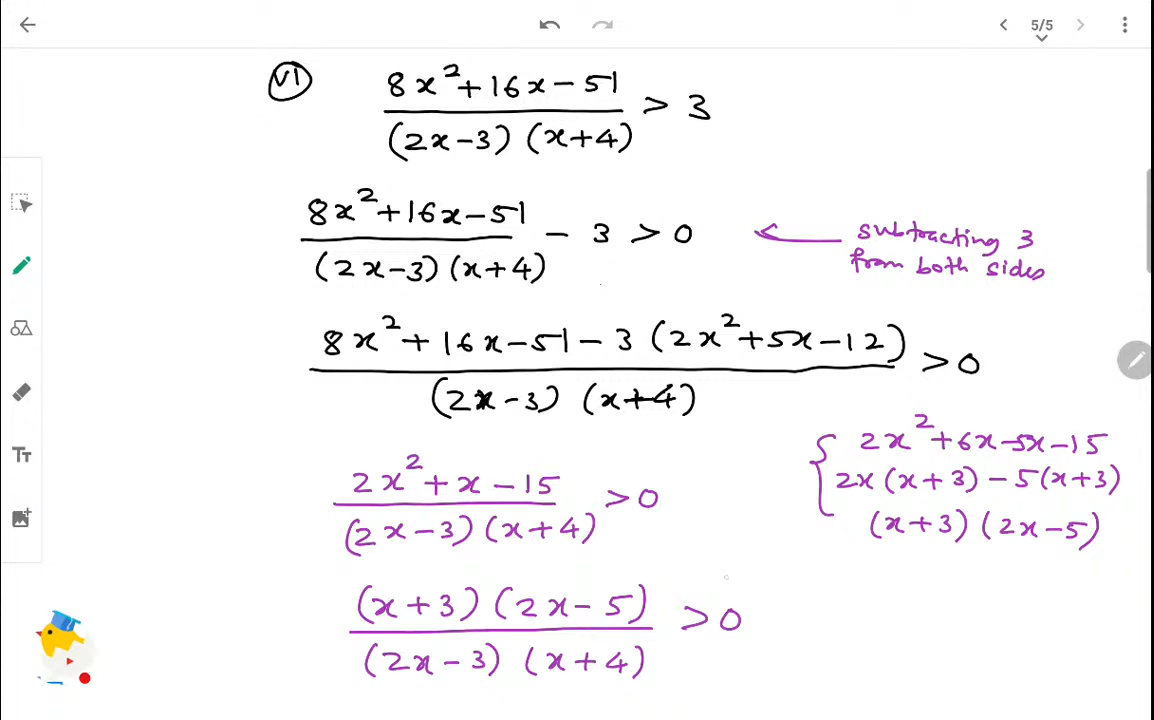 5/5
VI
8x²+16x-51
(2x-3) (x+4)
> 3
8x²+16x-51
(2x-3)(x+4)
- 3 > 0
subtracting 3
from both sides
8x²+16x-51-3 (2x²+5x-12)
(2x-3) (x+4)
>0
2x²+x-15
(2x-3)(x+4)
>0
2x²+6x-5x-15
2x(x+3)-5(x+3)
(x+3)(2x-5)
(x+3)(2x-5)
(2x-3) (x+4)
>0
Tт